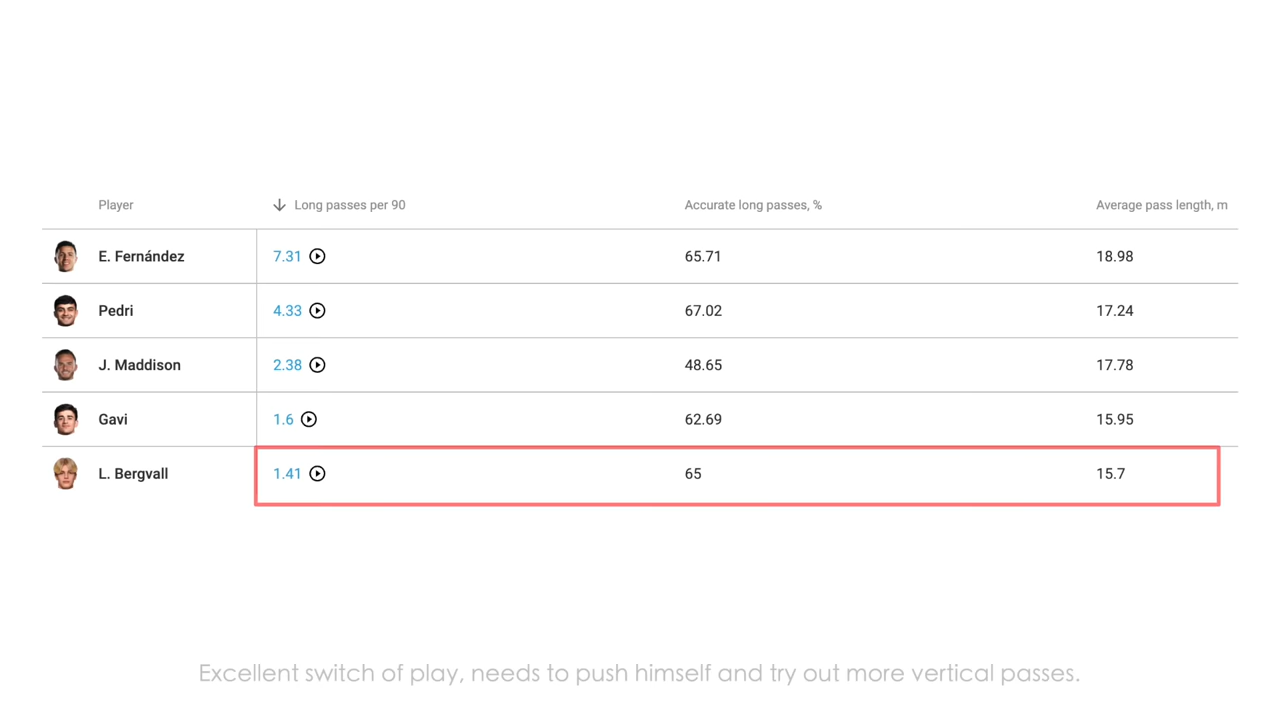 Player Long passes per 90 Accurate long passes, % Average pass length, m
E. Fernández 7.31 65.71 18.98
Pedri 4.33 67.02 17.24
J. Maddison 2.38 48.65 17.78
Gavi 1.6 62.69 15.95
L. Bergvall 1.41 65 15.7
Excellent switch of play, needs to push himself and try out more vertical passes.